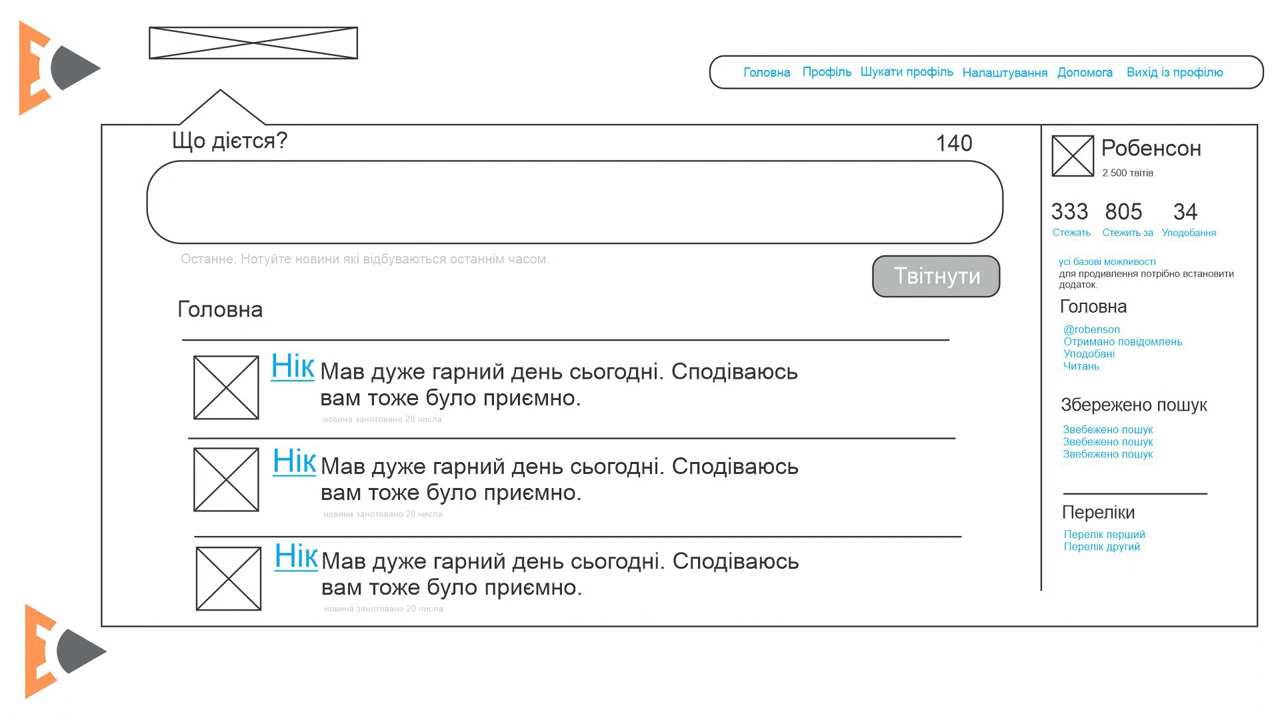 Головна Профіль Шукати профіль Налаштування Допомога Вихід із профілю
Що дієтся?
140
Останне. Нотуйте новини які відбуваються останнім часом.
Твітнути
Головна
Нік Мав дуже гарний день сьогодні. Сподіваюсь
вам тоже було приємно.
новина занотовано 20 числа
Нік Мав дуже гарний день сьогодні. Сподіваюсь
вам тоже було приємно.
новина занотовано 20 числа
Нік Мав дуже гарний день сьогодні. Сподіваюсь
вам тоже було приємно.
новина занотовано 20 числа
Робенсон
2.500 твітів
333 805 34
Стежать Стежить за Уподобання
усі базові можливості
для продивлення потрібно встановити
додаток.
Головна
@robenson
Отримано повідомлень
Уподобані
Читань
Збережено пошук
Звебежено пошук
Звебежено пошук
Звебежено пошук
Переліки
Перелік перший
Перелік другий